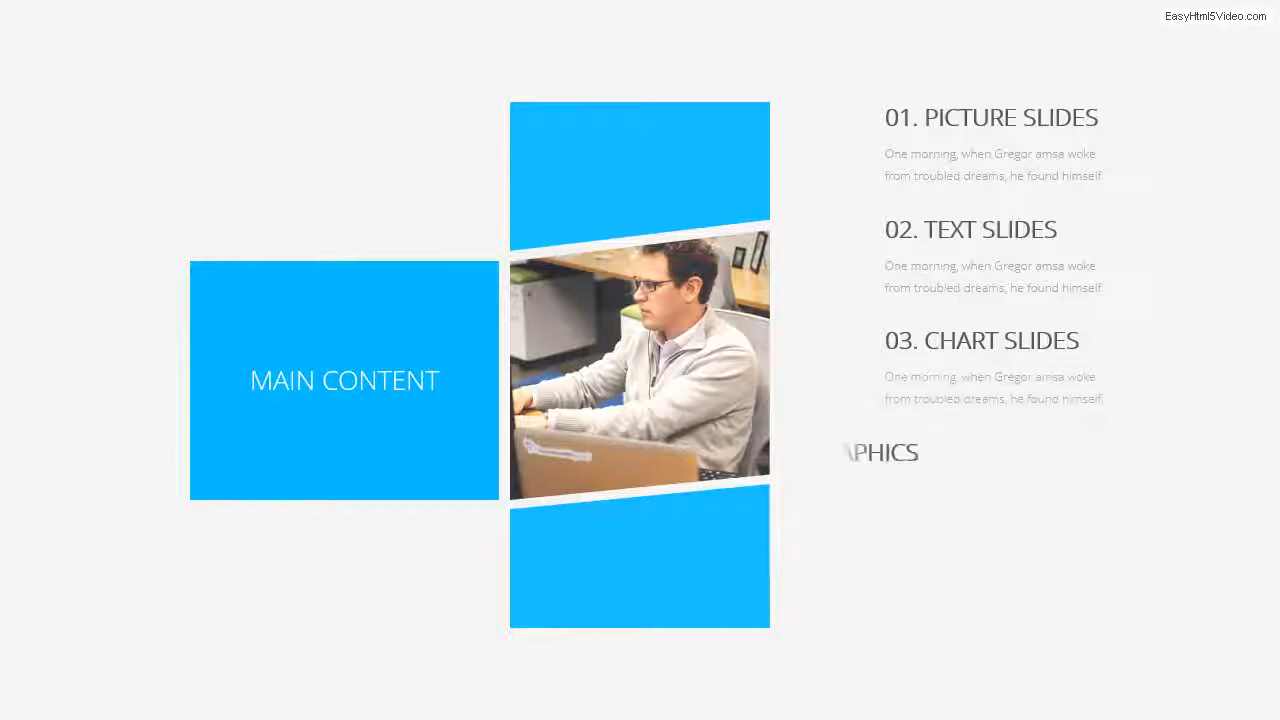 EasyHtml5Video.com
MAIN CONTENT
01. PICTURE SLIDES
One morning, when Gregor amsa woke
from troubled dreams, he found himself.
02. TEXT SLIDES
One morning, when Gregor amsa woke
from troubled dreams, he found himself.
03. CHART SLIDES
One morning, when Gregor amsa woke
from troubled dreams, he found himself.
APHICS